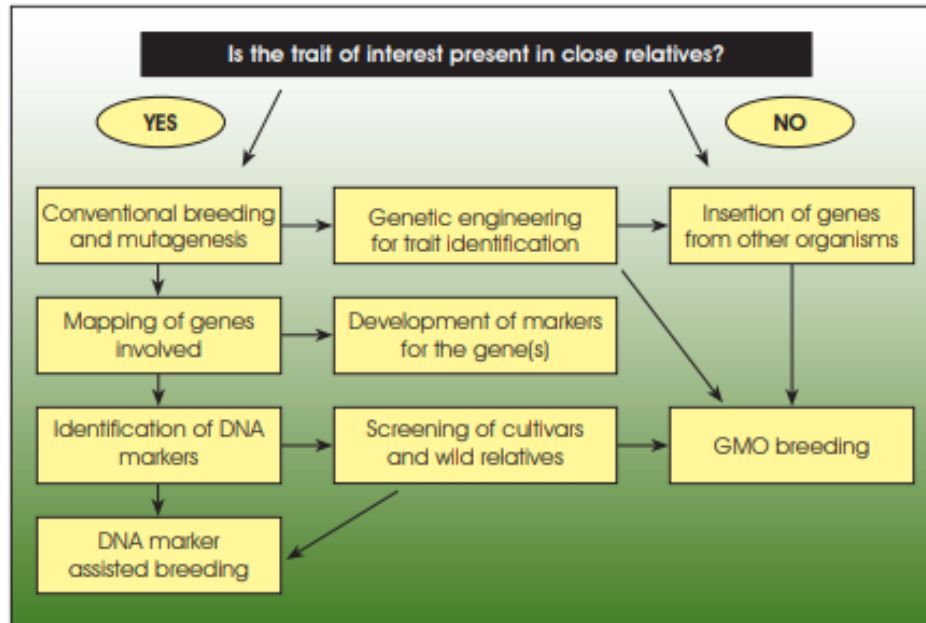 Is the trait of interest present in close relatives?
YES
NO
Conventional breeding
and mutagenesis
Genetic engineering
for trait identification
Insertion of genes
from other organisms
Mapping of genes
involved
Development of markers
for the gene(s)
Identification of DNA
markers
Screening of cultivars
and wild relatives
GMO breeding
DNA marker
assisted breeding